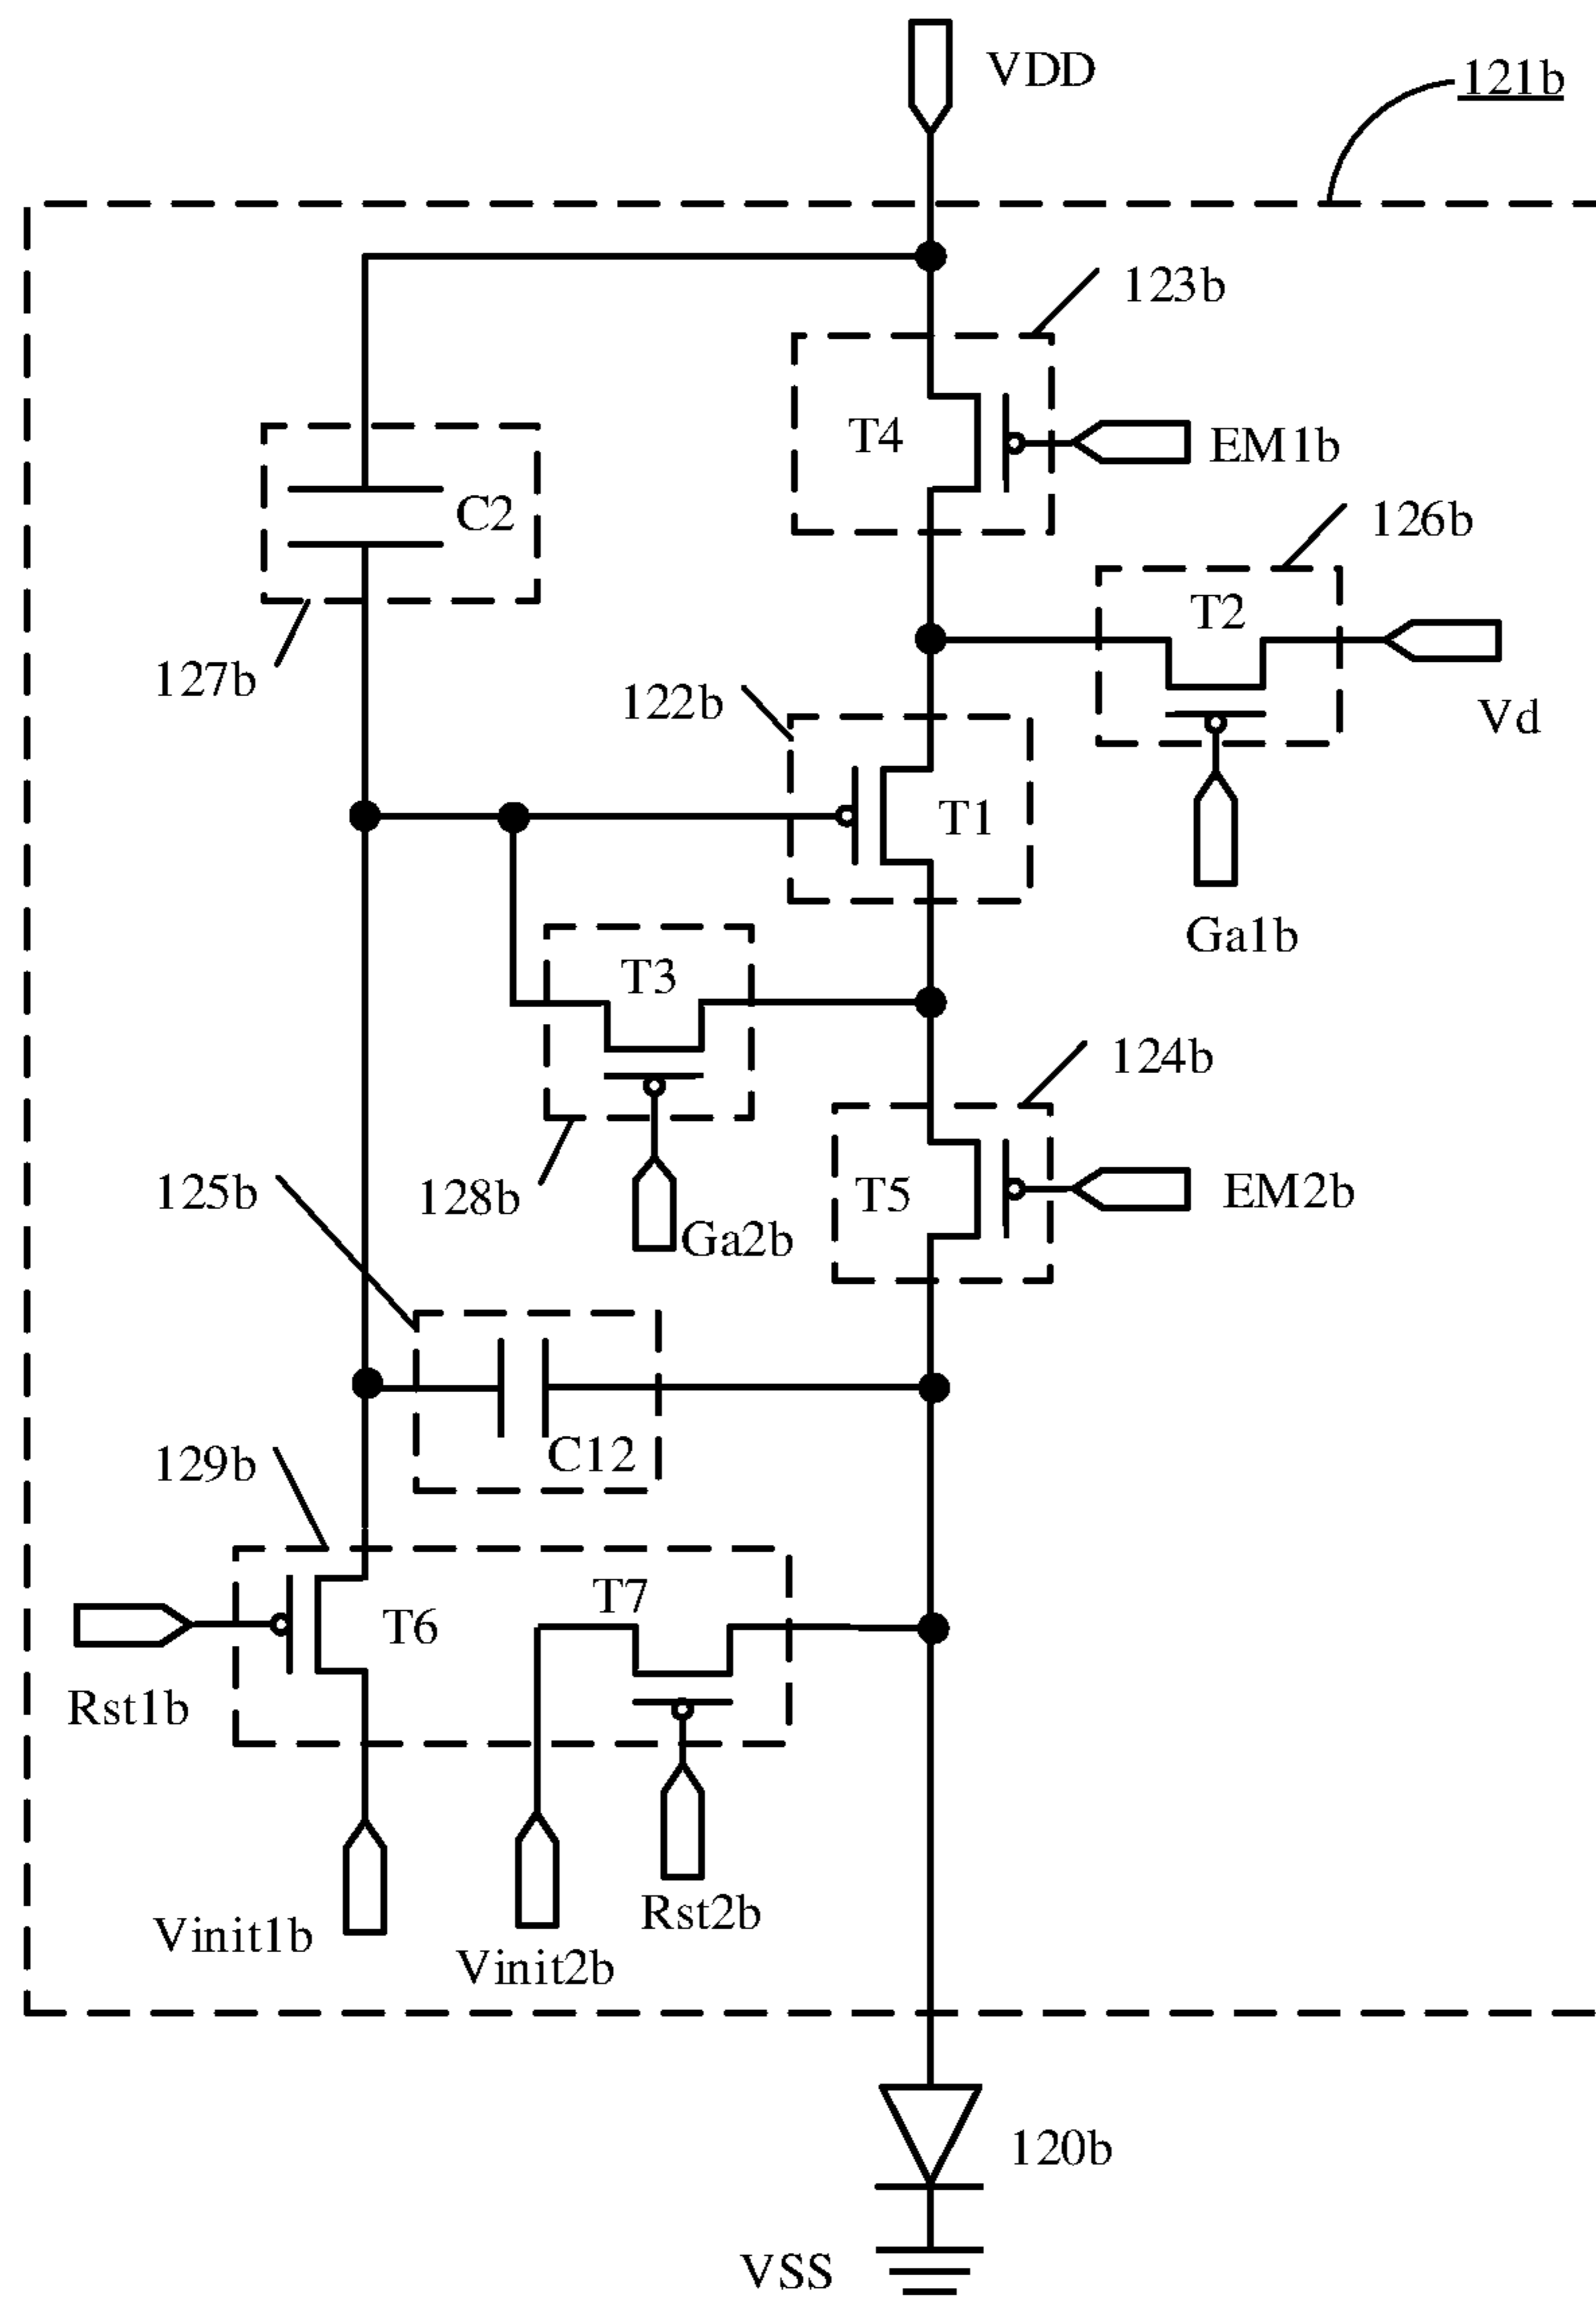 VDD
121b
123b
T4
EM1b
C2
126b
T2
127b
122b
Vd
T1
Ga1b
T3
124b
125b
128b
T5
EM2b
Ga2b
C12
129b
T7
T6
Rst1b
Rst2b
Vinit1b
Vinit2b
120b
VSS